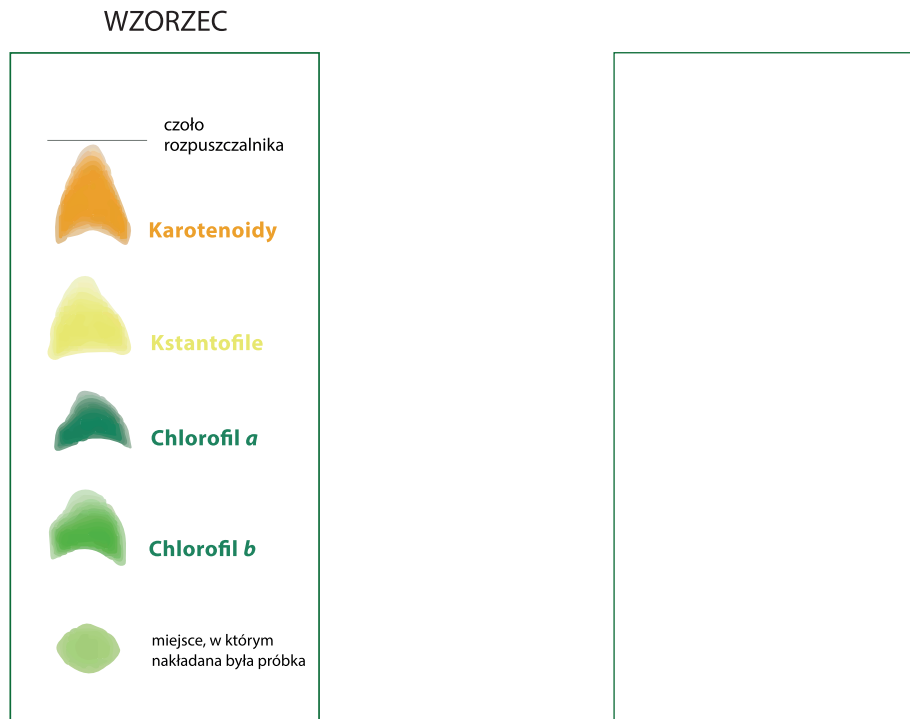 WZORZEC
czoło
rozpuszczalnika
Karotenoidy
Kstantofile
Chlorofil a
Chlorofil b
miejsce, w którym
nakładana była próbka